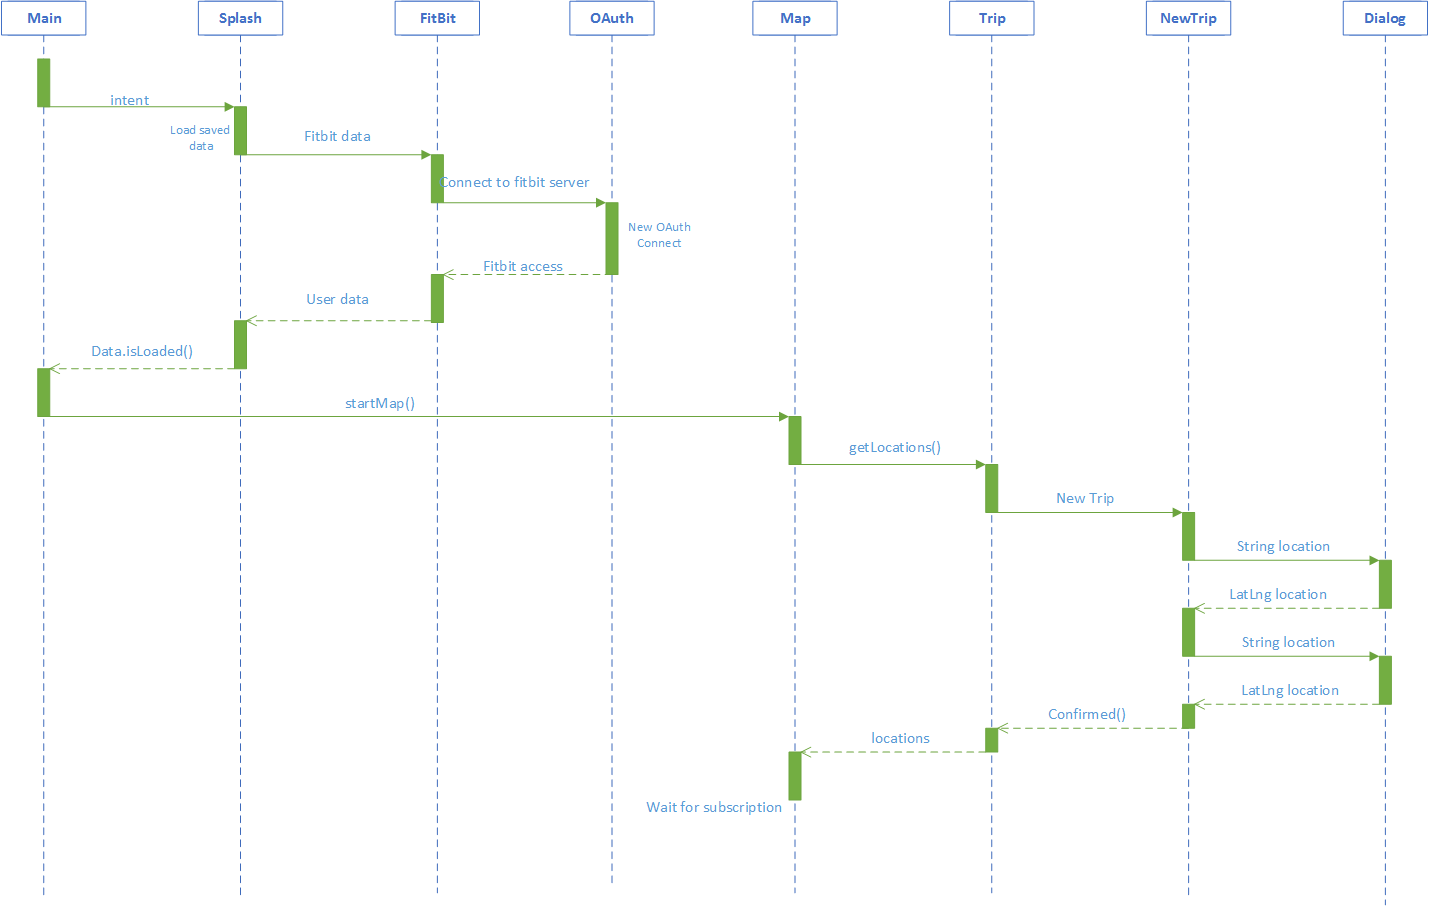 Main
Splash
FitBit
OAuth
Map
Trip
NewTrip
Dialog
intent
Load saved
data
Fitbit data
Connect to fitbit server
New OAuth
Connect
Fitbit access
User data
Data.isLoaded()
startMap()
getLocations()
New Trip
String location
LatLng location
String location
LatLng location
Confirmed()
locations
Wait for subscription